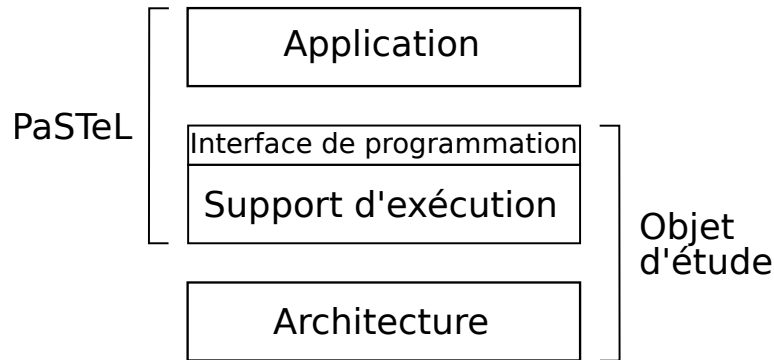 Application
PaSTeL
Interface de programmation
Support d'exécution
Objet
d'étude
Architecture